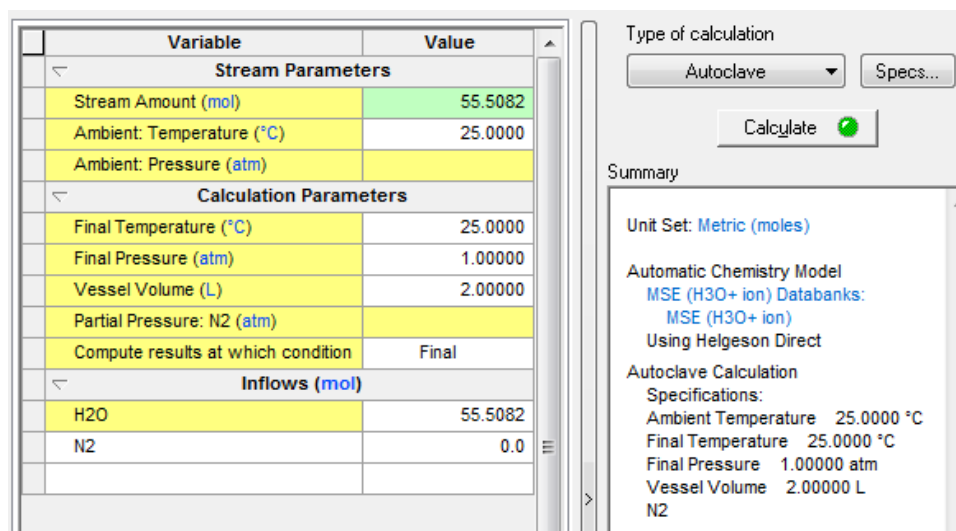 Variable Value
Stream Parameters
Stream Amount (mol) 55.5082
Ambient: Temperature (°C) 25.0000
Ambient: Pressure (atm)
Calculation Parameters
Final Temperature (°C) 25.0000
Final Pressure (atm) 1.00000
Vessel Volume (L) 2.00000
Partial Pressure: N2 (atm)
Compute results at which condition Final
Inflows (mol)
H2O 55.5082
N2 0.0
>
Type of calculation
Autoclave Specs...
Calculate
Summary
Unit Set: Metric (moles)
Automatic Chemistry Model
MSE (H3O+ ion) Databanks:
MSE (H3O+ ion)
Using Helgeson Direct
Autoclave Calculation
Specifications:
Ambient Temperature 25.0000 °C
Final Temperature 25.0000 °C
Final Pressure 1.00000 atm
Vessel Volume 2.00000 L
N2